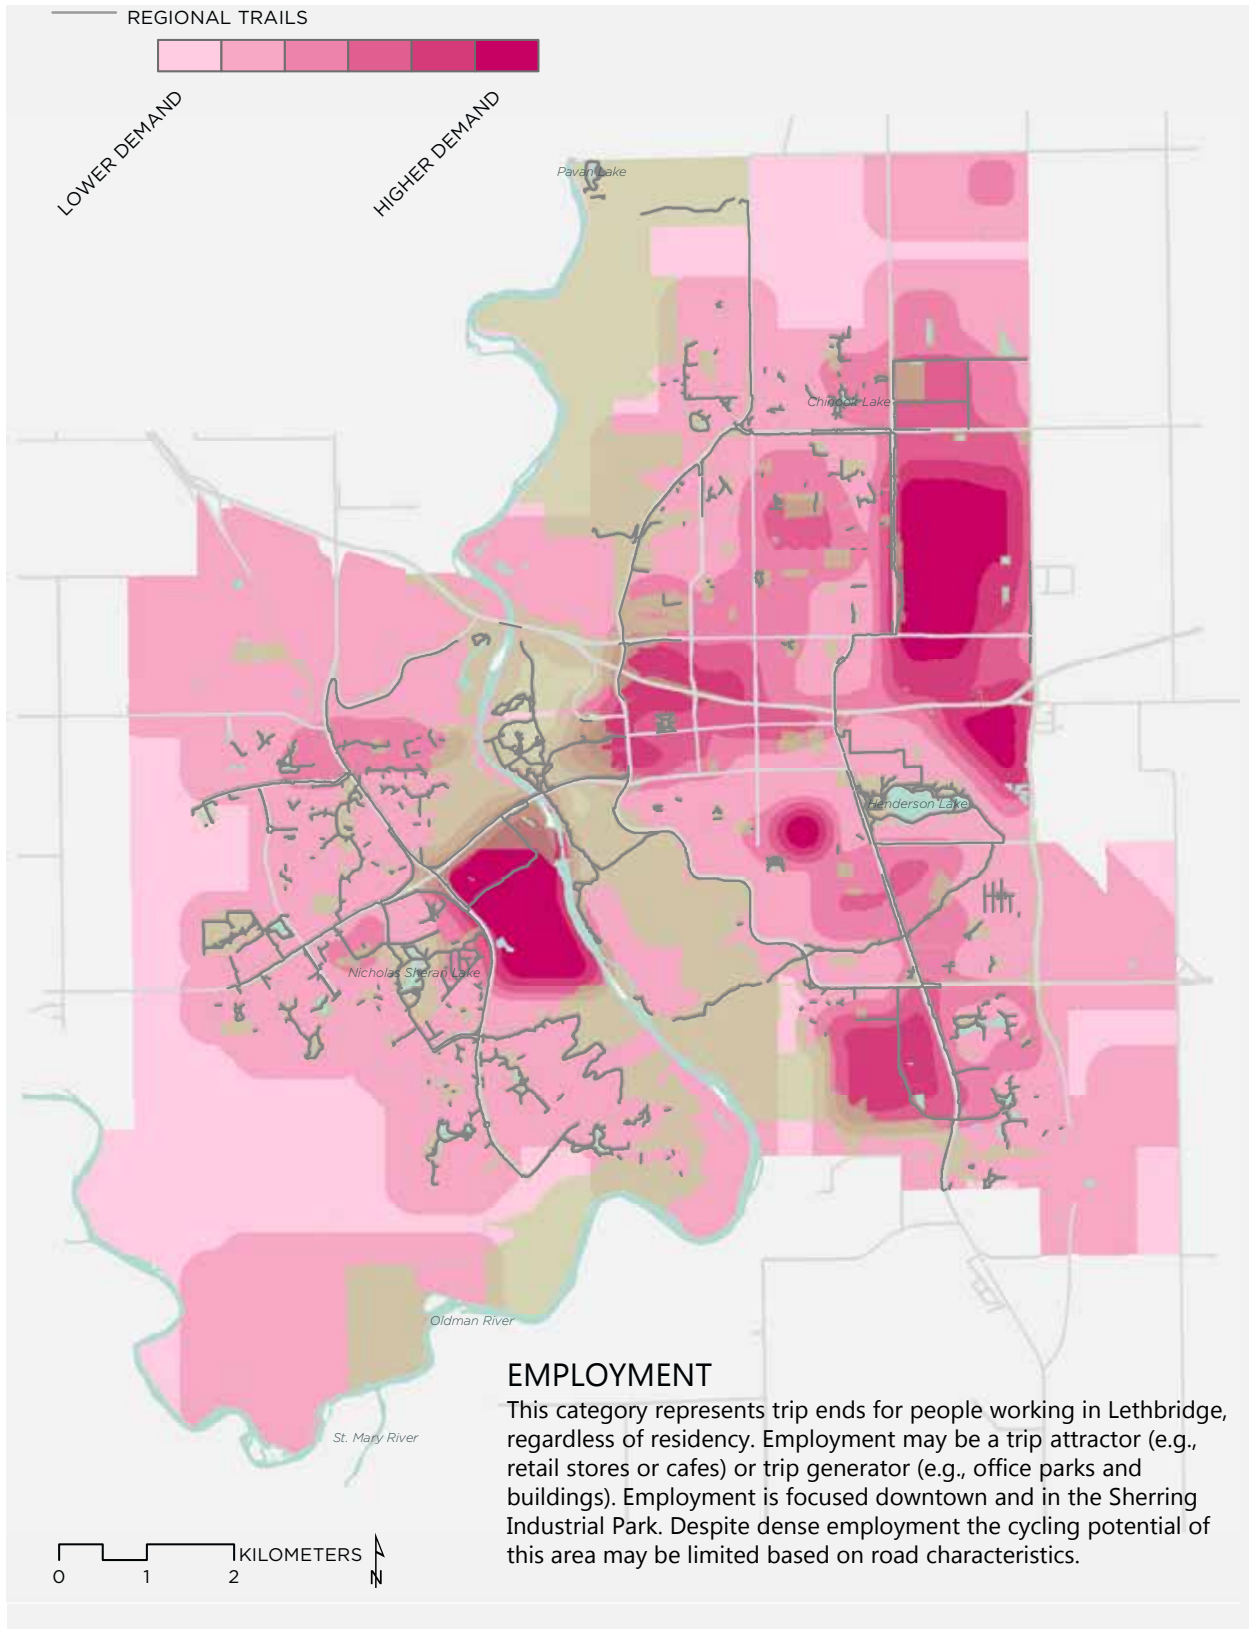 REGIONAL TRAILS
LOWER DEMAND
HIGHER DEMAND
Pavan Lake
Chinook Lake
Henderson Lake
Nicholas Sheran Lake
Oldman River
St. Mary River
EMPLOYMENT
This category represents trip ends for people working in Lethbridge,
regardless of residency. Employment may be a trip attractor (e.g.,
retail stores or cafes) or trip generator (e.g., office parks and
buildings). Employment is focused downtown and in the Sherring
Industrial Park. Despite dense employment the cycling potential of
this area may be limited based on road characteristics.
KILOMETERS
0 1 2
N